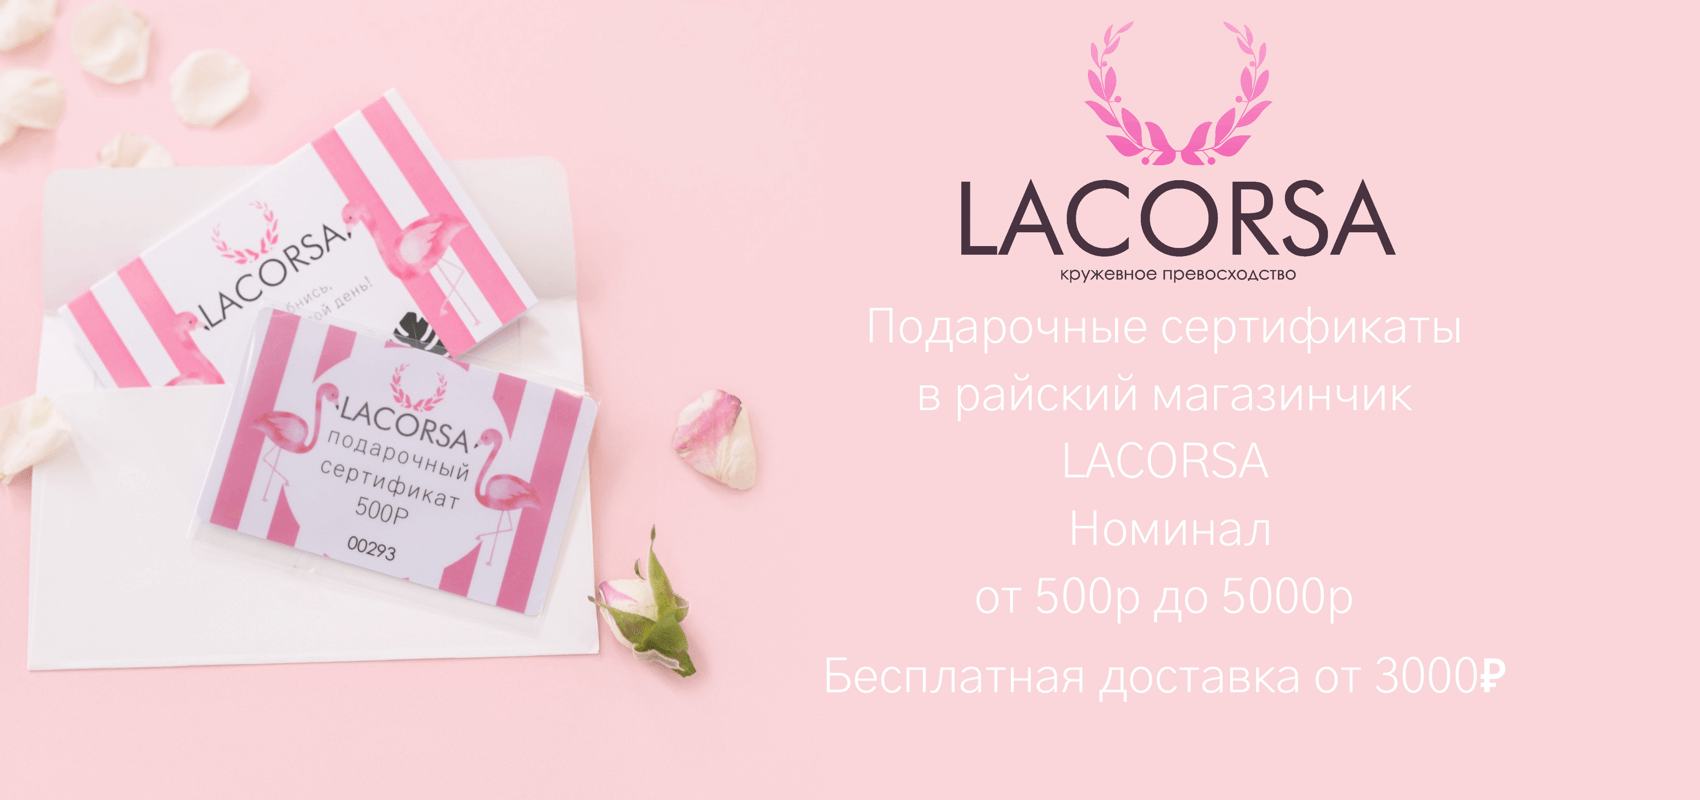 LACORSA
день!
LACORSA
подарочный
сертификат
500Р
00293
LACORSA
кружевное превосходство
Подарочные сертификаты
в райский магазинчик
LACORSA
Номинал
от 500р до 5000р
Бесплатная доставка от 3000₽